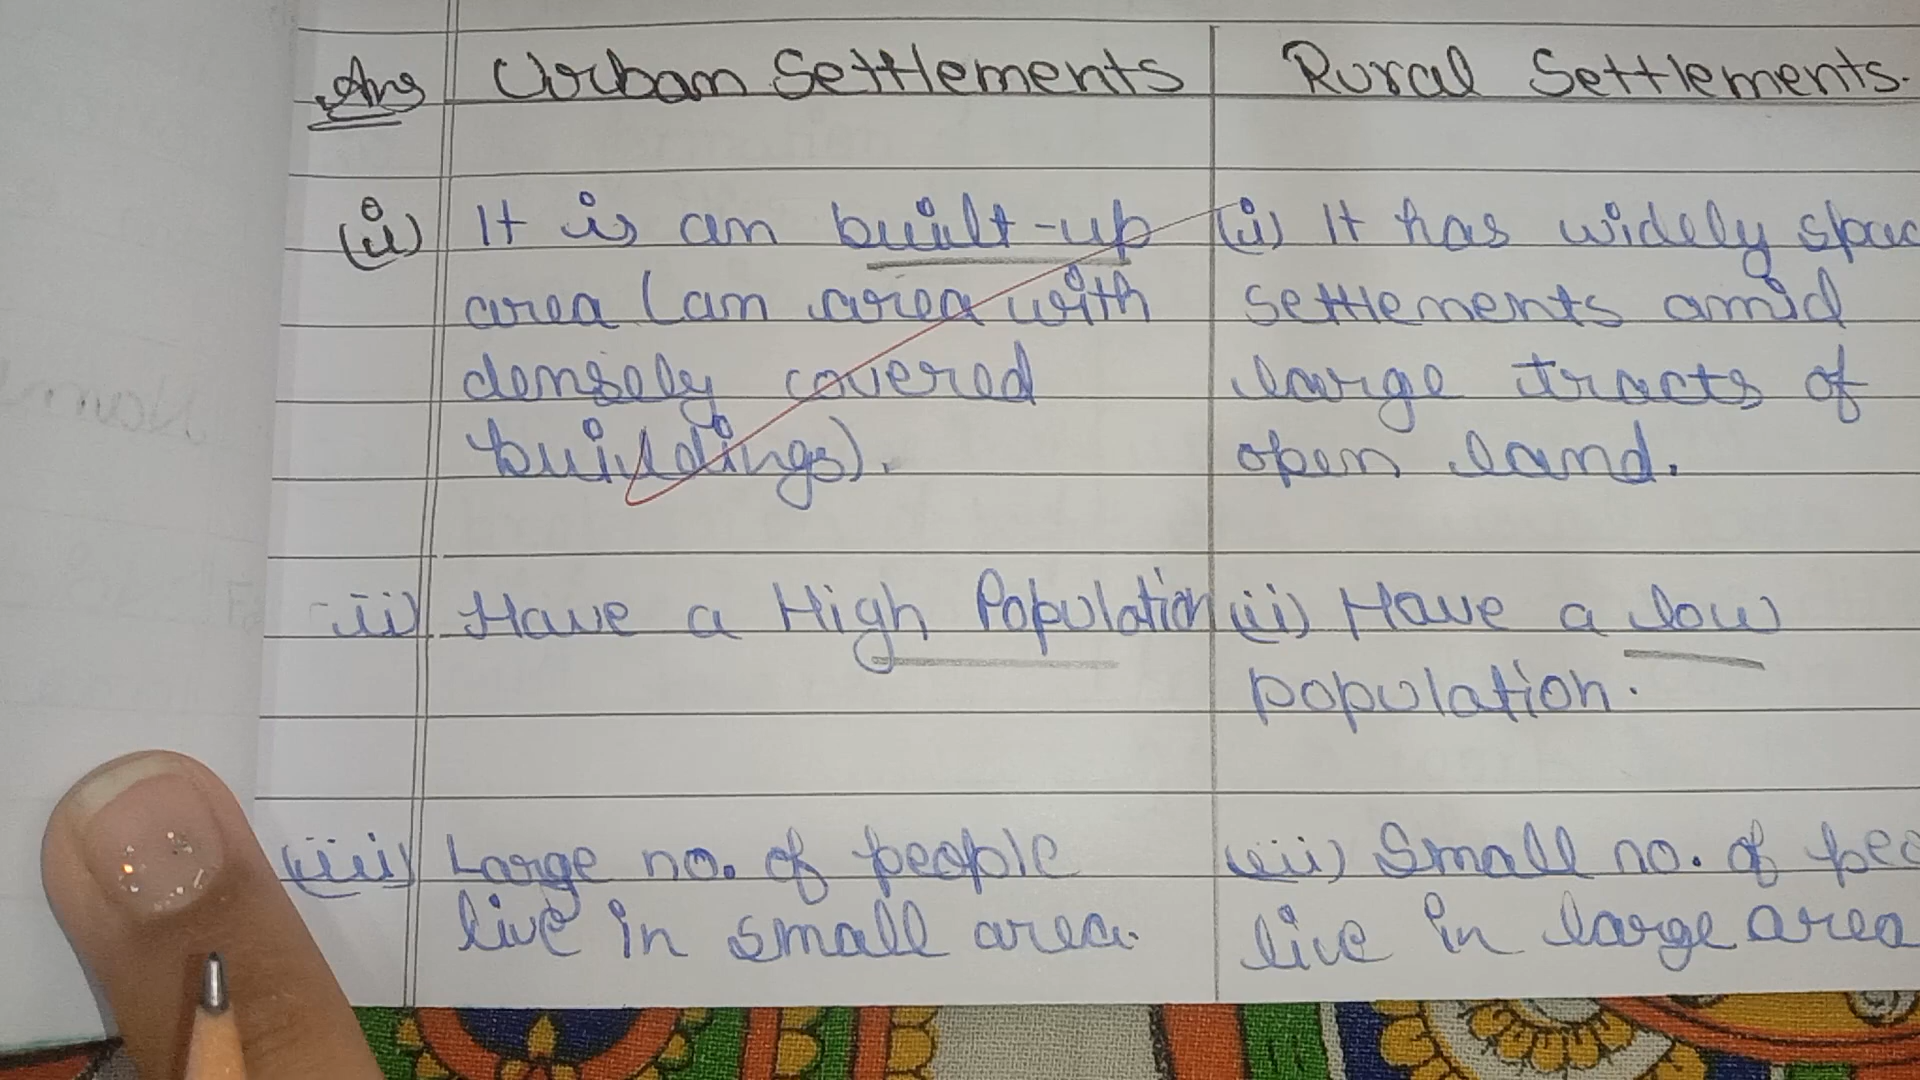 Ans Urban Settlements Rural Settlements.
(i) It is an built-up (i) It has widely spac
area (an area with settlements amid
densely covered large tracts of
buildings). open land.
ii) Have a High Population (ii) Have a low
population.
(iii) Large no. of people (iii) Small no. of peo
live in small area. live in large area